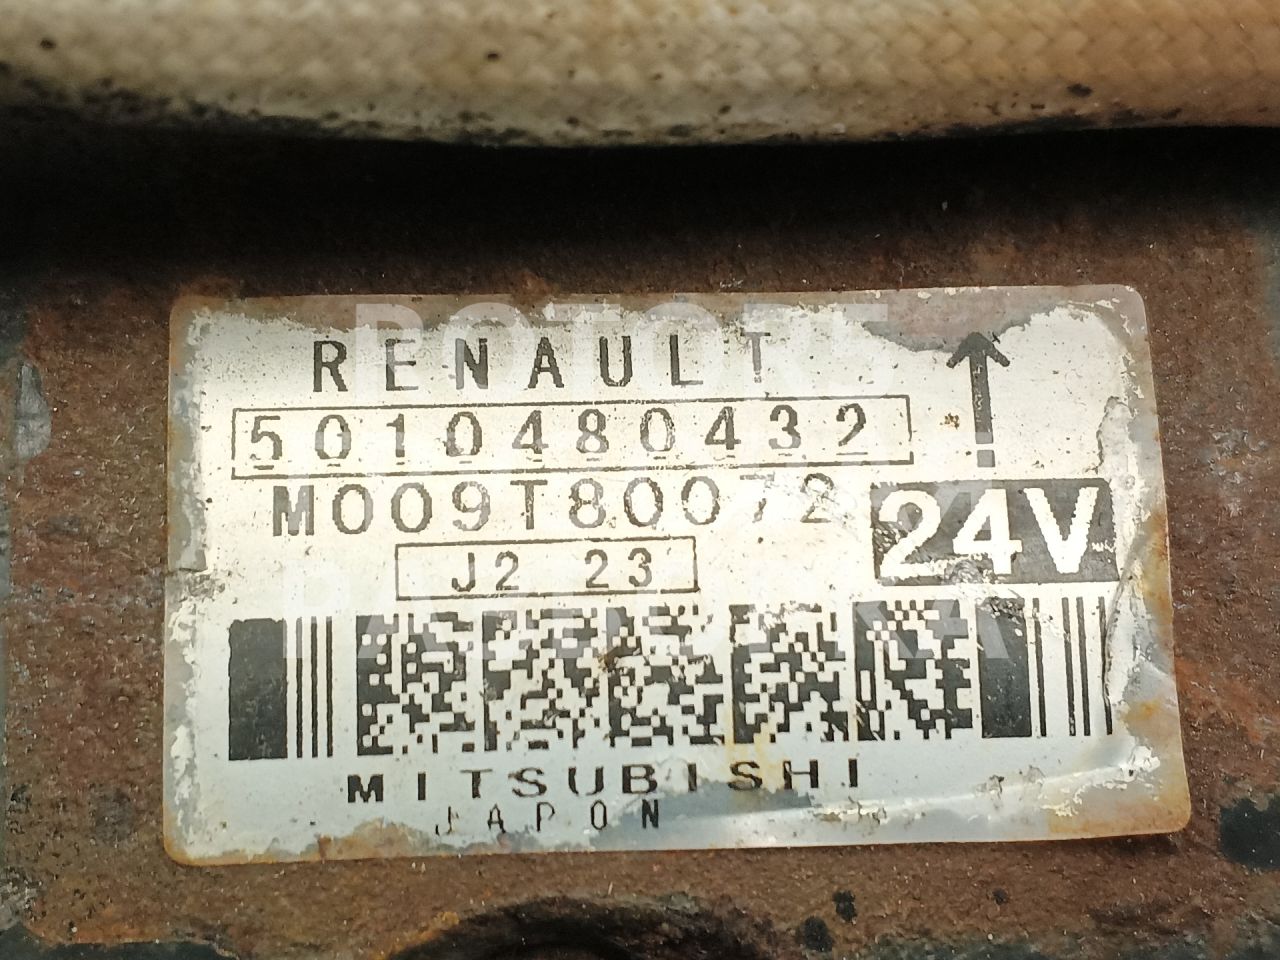 RENAULT
5010480432
M009T80072
24V
J2 23
MITSUBISHI
JAPON